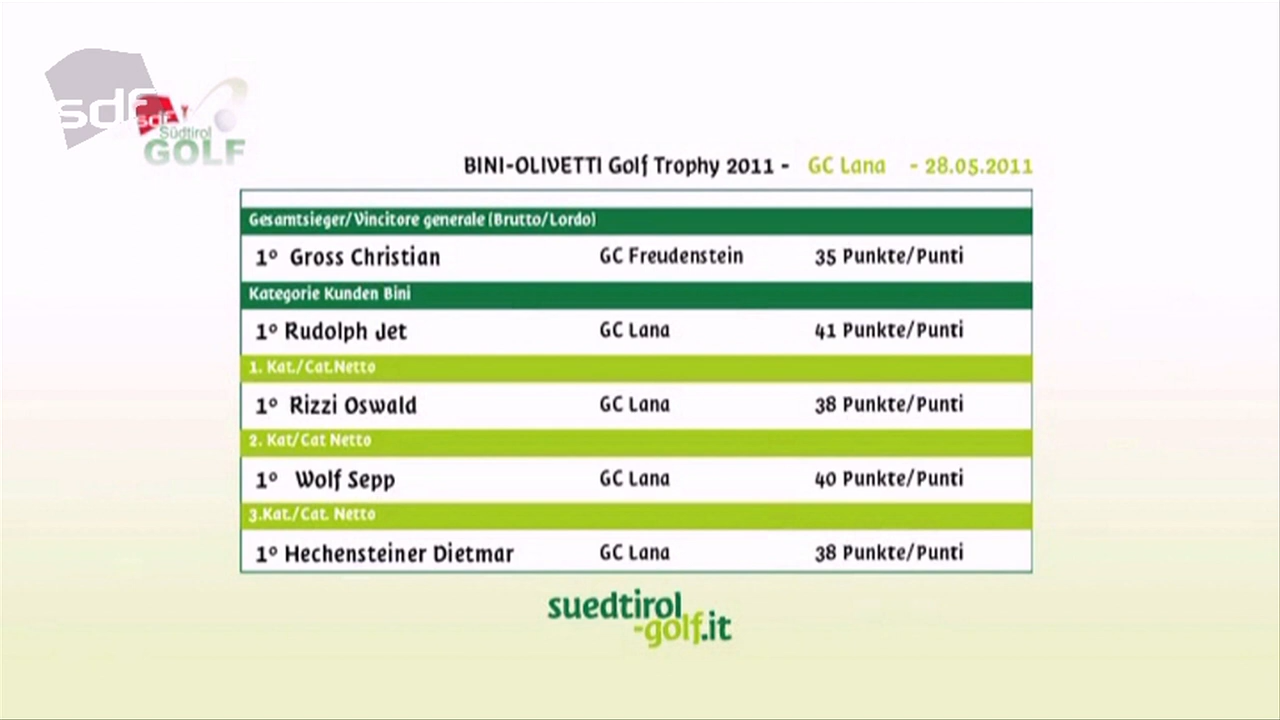 sdf
sdf
Südtirol
GOLF
BINI-OLIVETTI Golf Trophy 2011 - GC Lana - 28.05.2011
Gesamtsieger/Vincitore generale (Brutto/Lordo)
1° Gross Christian GC Freudenstein 35 Punkte/Punti
Kategorie Kunden Bini
1° Rudolph Jet GC Lana 41 Punkte/Punti
1. Kat./Cat.Netto
1° Rizzi Oswald GC Lana 38 Punkte/Punti
2. Kat/Cat Netto
1° Wolf Sepp GC Lana 40 Punkte/Punti
3.Kat./Cat. Netto
1° Hechensteiner Dietmar GC Lana 38 Punkte/Punti
suedtirol
-golf.it